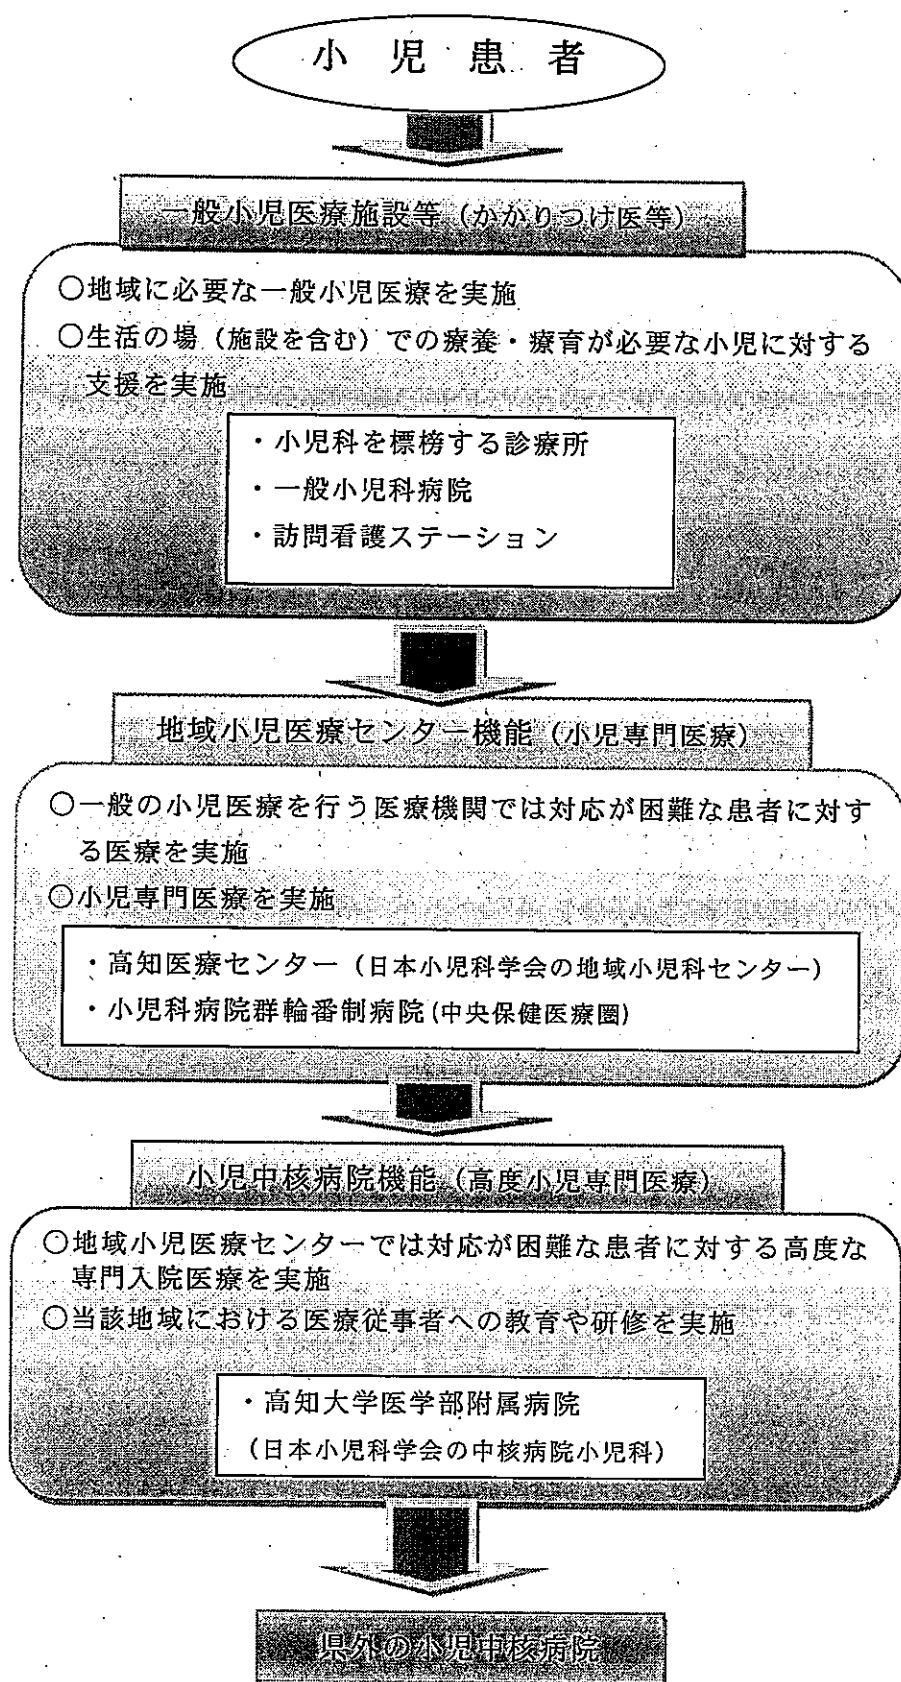 小児患者
一般小児医療施設等（かかりつけ医等）
○地域に必要な一般小児医療を実施
○生活の場（施設を含む）での療養・療育が必要な小児に対する
支援を実施
・小児科を標榜する診療所
・一般小児科病院
・訪問看護ステーション
地域小児医療センター機能（小児専門医療）
○一般の小児医療を行う医療機関では対応が困難な患者に対す
る医療を実施
○小児専門医療を実施
・高知医療センター（日本小児科学会の地域小児科センター）
・小児科病院群輪番制病院(中央保健医療圏)
小児中核病院機能（高度小児専門医療）
○地域小児医療センターでは対応が困難な患者に対する高度な
専門入院医療を実施
○当該地域における医療従事者への教育や研修を実施
・高知大学医学部附属病院
（日本小児科学会の中核病院小児科）
県外の小児中核病院